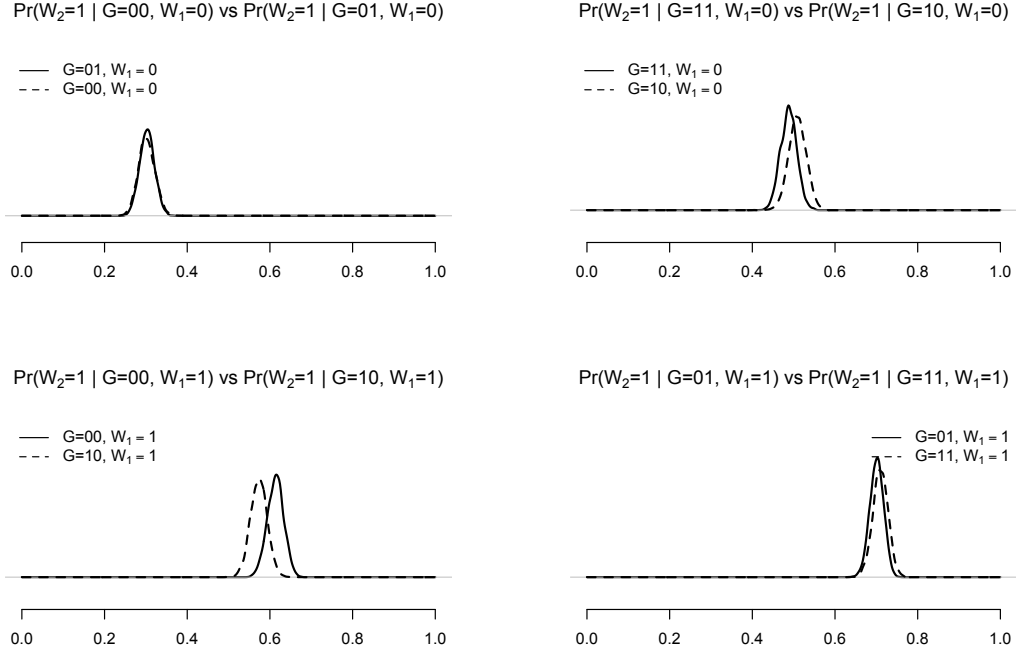 Pr(W₂=1 | G=00, W₁=0) vs Pr(W₂=1 | G=01, W₁=0)
G=01, W₁ = 0
G=00, W₁ = 0
0.0 0.2 0.4 0.6 0.8 1.0
Pr(W₂=1 | G=11, W₁=0) vs Pr(W₂=1 | G=10, W₁=0)
G=11, W₁ = 0
G=10, W₁ = 0
0.0 0.2 0.4 0.6 0.8 1.0
Pr(W₂=1 | G=00, W₁=1) vs Pr(W₂=1 | G=10, W₁=1)
G=00, W₁ = 1
G=10, W₁ = 1
0.0 0.2 0.4 0.6 0.8 1.0
Pr(W₂=1 | G=01, W₁=1) vs Pr(W₂=1 | G=11, W₁=1)
G=01, W₁ = 1
G=11, W₁ = 1
0.0 0.2 0.4 0.6 0.8 1.0